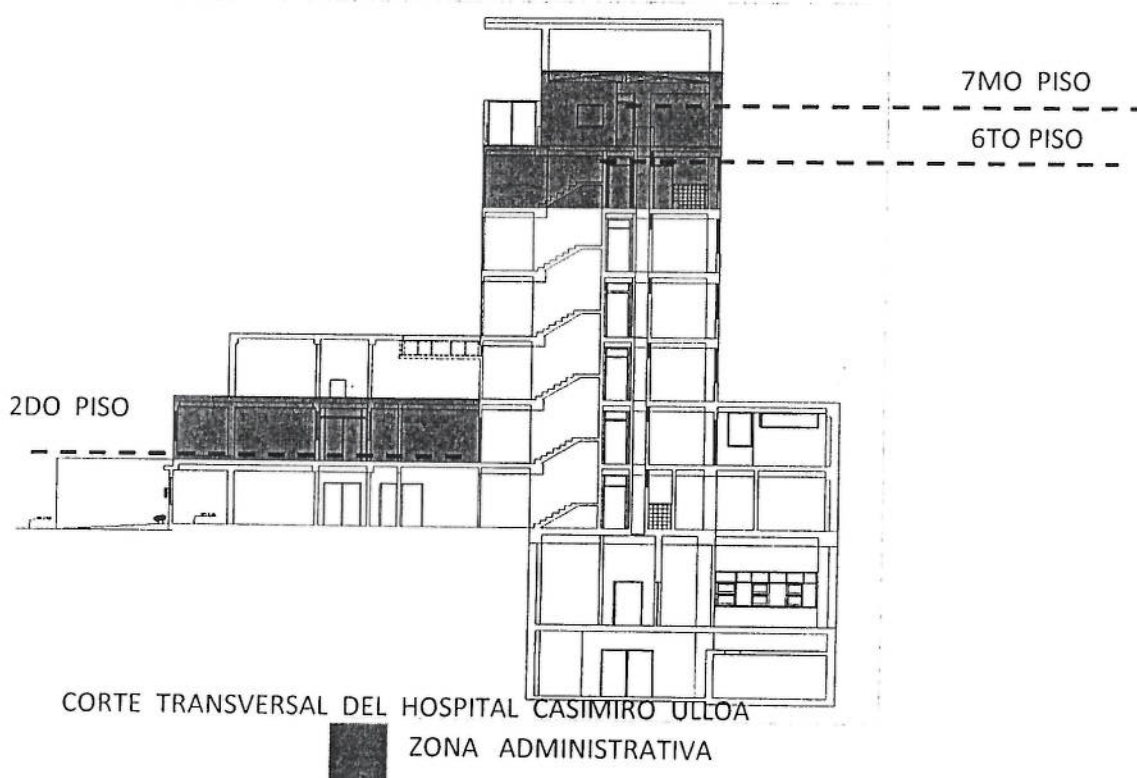 7MO PISO
6TO PISO
2DO PISO
CORTE TRANSVERSAL DEL HOSPITAL CASIMIRO ULLOA
ZONA ADMINISTRATIVA